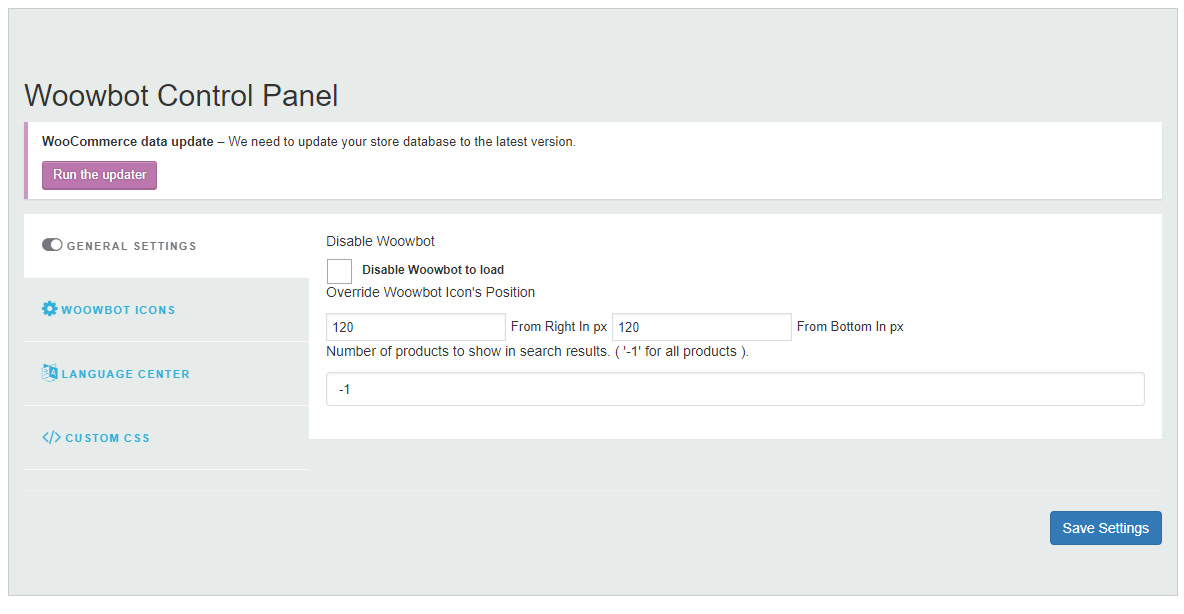 Woowbot Control Panel
WooCommerce data update – We need to update your store database to the latest version.
Run the updater
GENERAL SETTINGS
WOOWBOT ICONS
LANGUAGE CENTER
CUSTOM CSS
Disable Woowbot
Disable Woowbot to load
Override Woowbot Icon's Position
120 From Right In px 120 From Bottom In px
Number of products to show in search results. ( '-1' for all products ).
-1
Save Settings